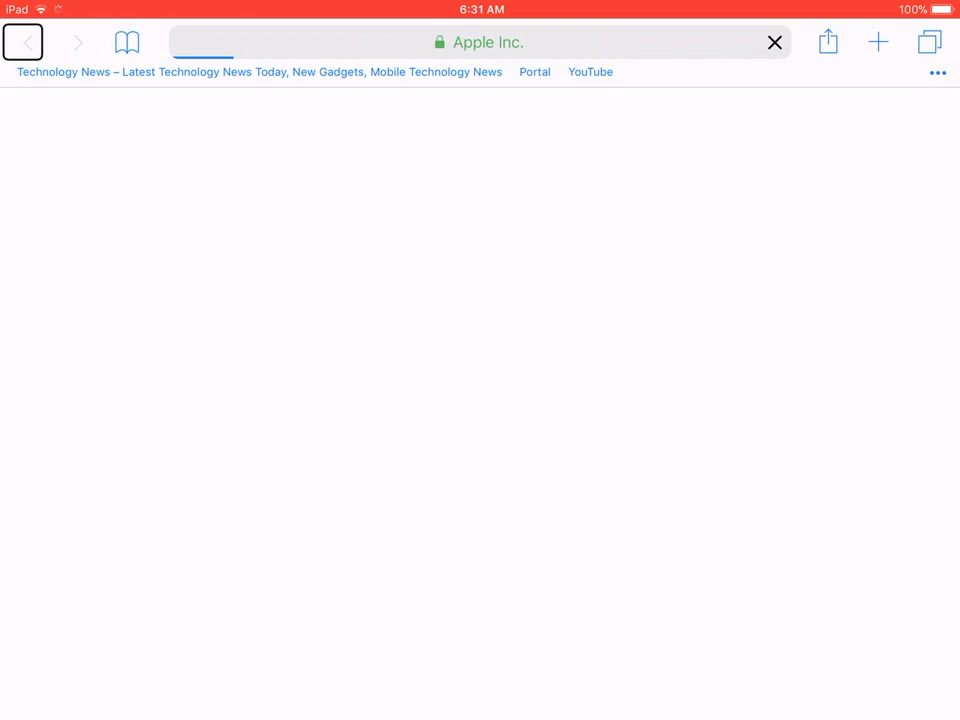 iPad 6:31 AM 100%
Apple Inc.
Technology News – Latest Technology News Today, New Gadgets, Mobile Technology News Portal YouTube